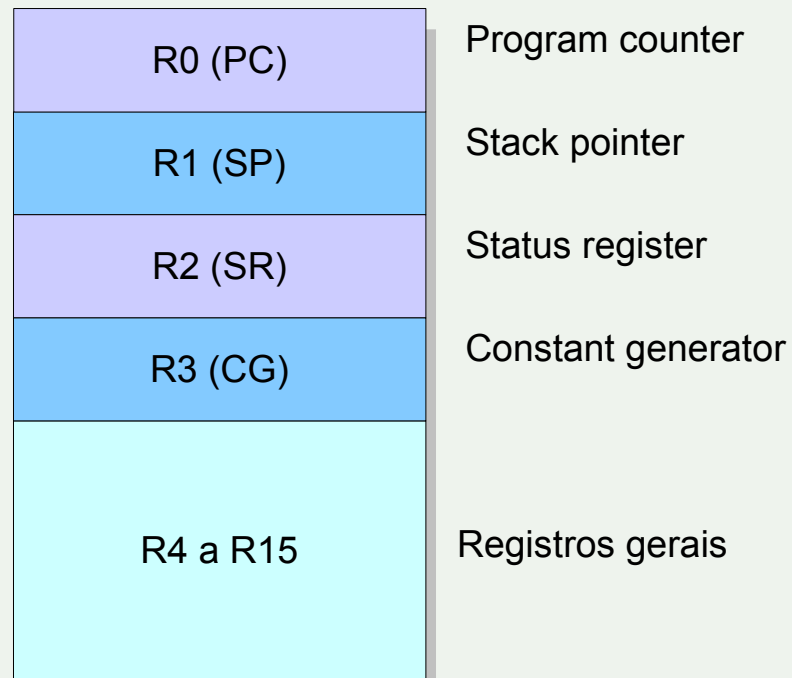 R0 (PC)
Program counter
R1 (SP)
Stack pointer
R2 (SR)
Status register
R3 (CG)
Constant generator
R4 a R15
Registros gerais